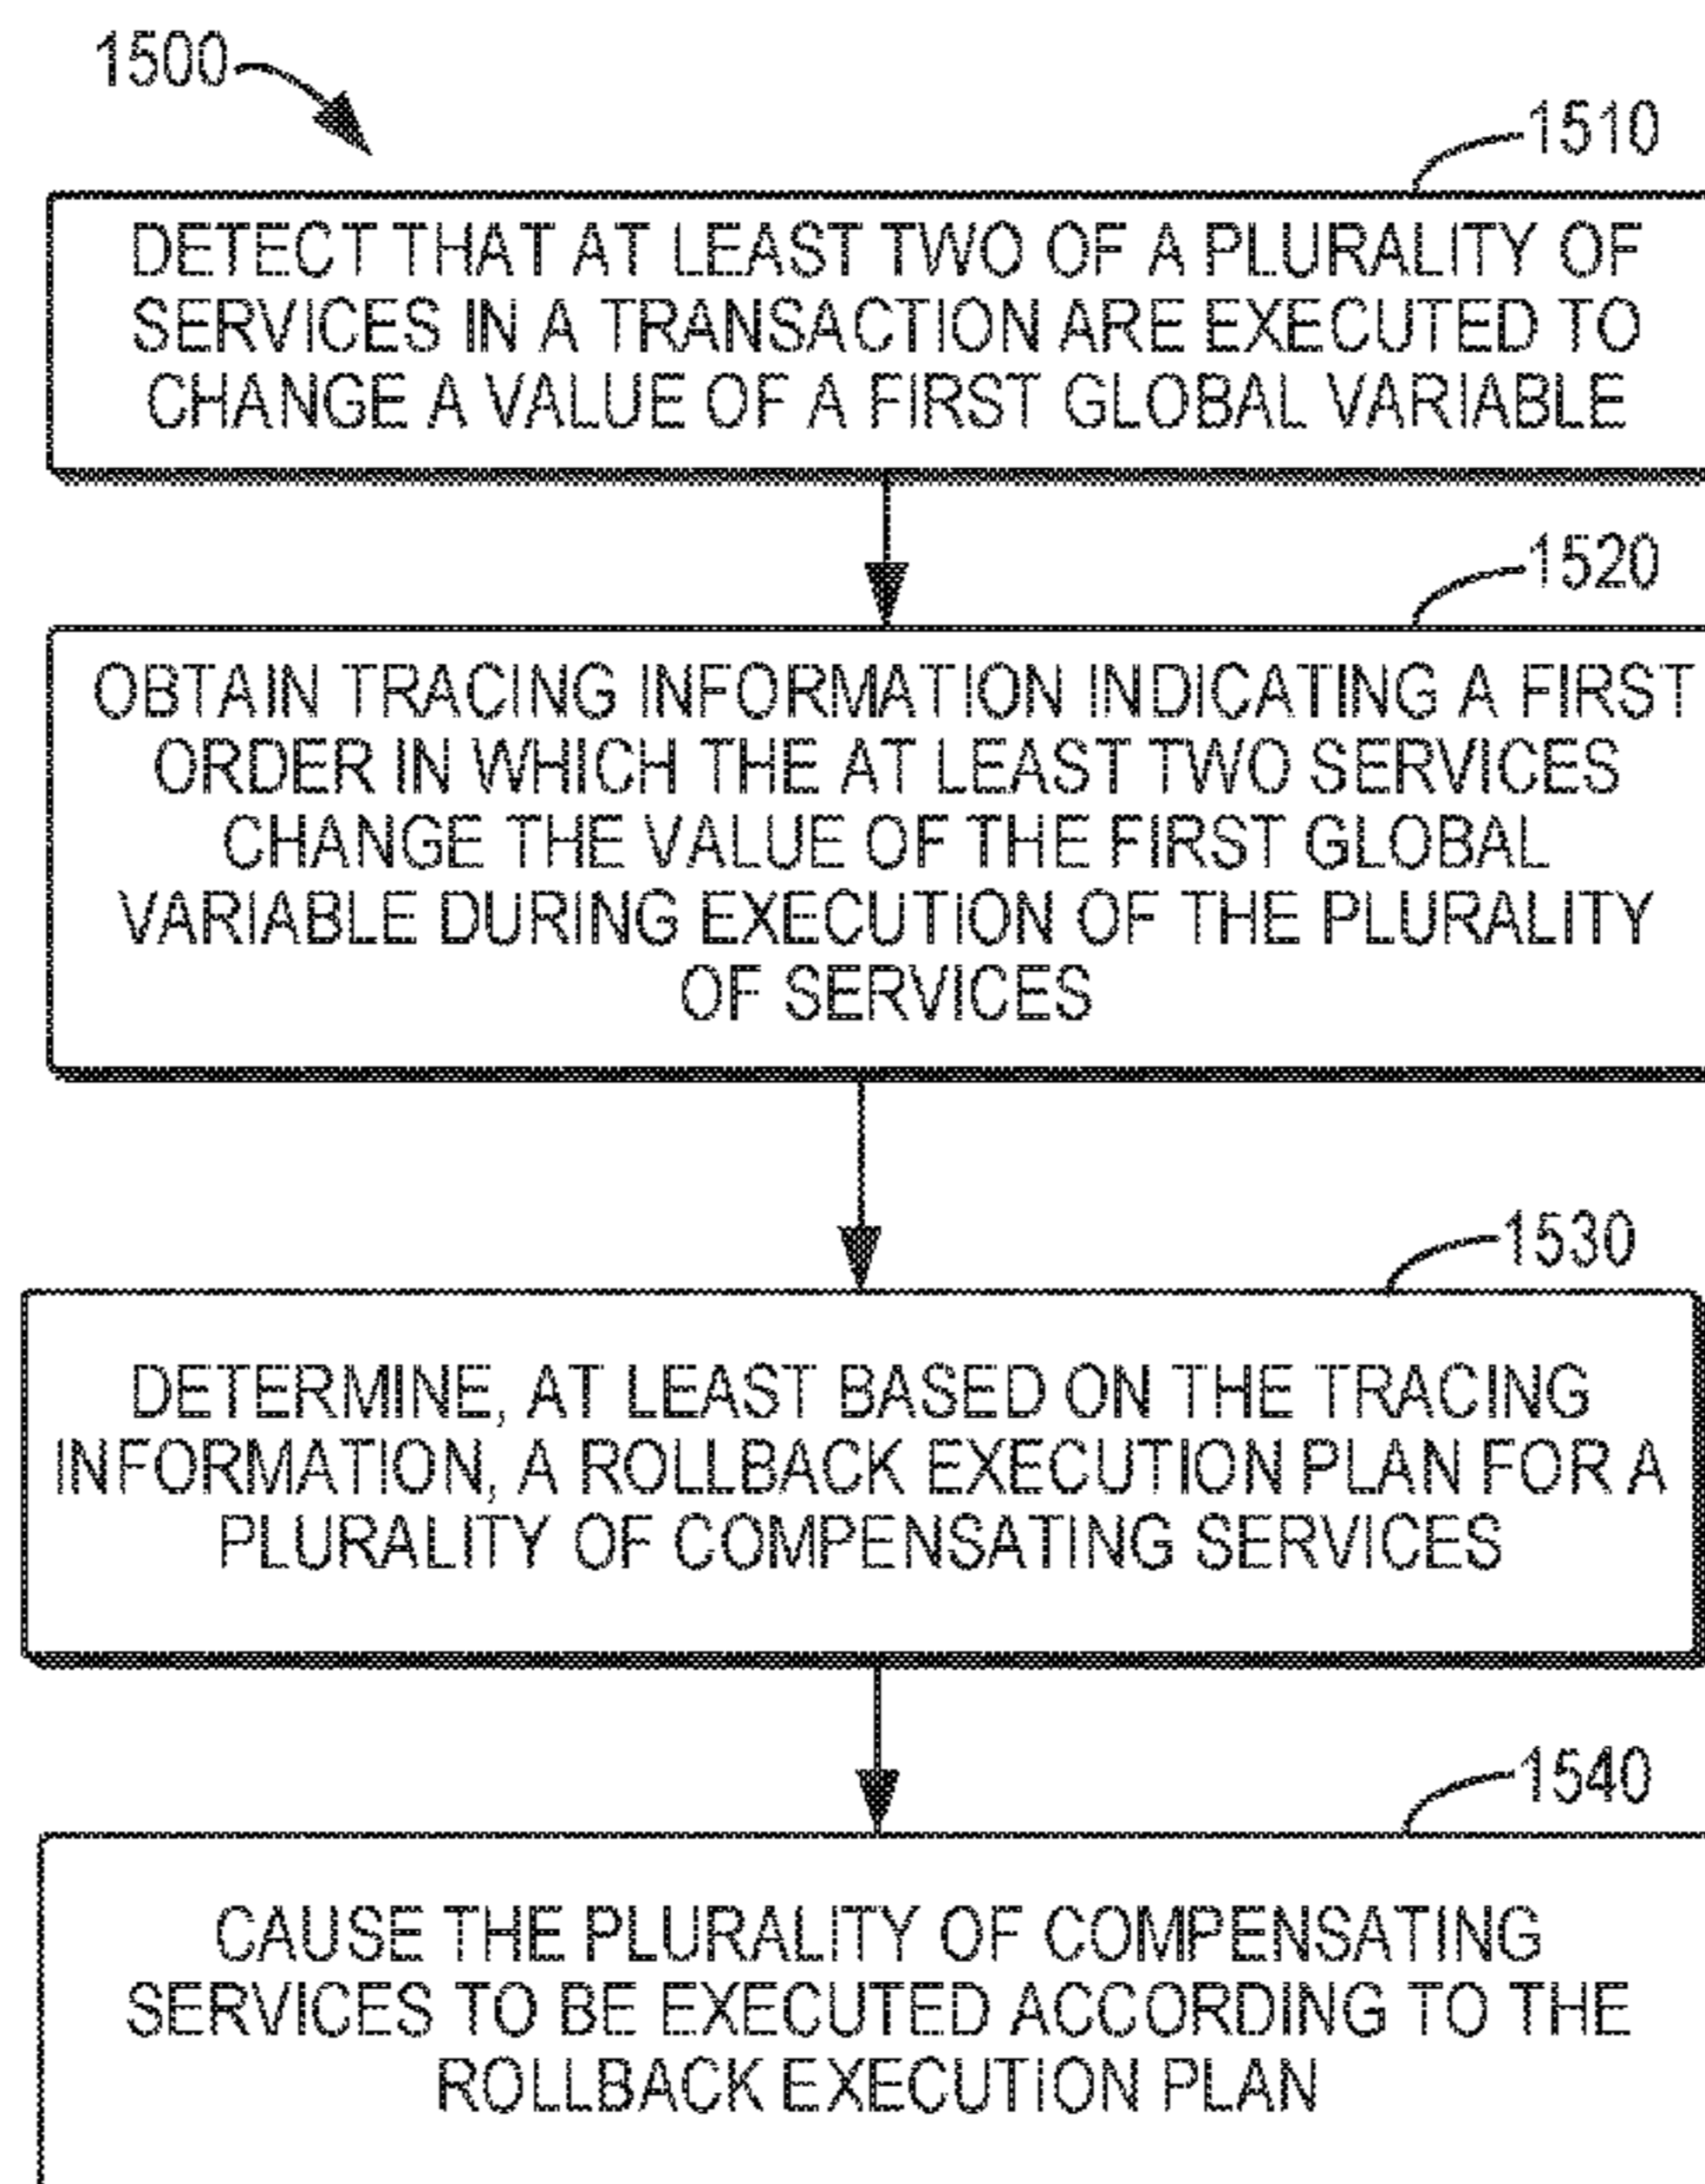 1500
1510
DETECT THAT AT LEAST TWO OF A PLURALITY OF
SERVICES IN A TRANSACTION ARE EXECUTED TO
CHANGE A VALUE OF A FIRST GLOBAL VARIABLE
1520
OBTAIN TRACING INFORMATION INDICATING A FIRST
ORDER IN WHICH THE AT LEAST TWO SERVICES
CHANGE THE VALUE OF THE FIRST GLOBAL
VARIABLE DURING EXECUTION OF THE PLURALITY
OF SERVICES
1530
DETERMINE, AT LEAST BASED ON THE TRACING
INFORMATION, A ROLLBACK EXECUTION PLAN FOR A
PLURALITY OF COMPENSATING SERVICES
1540
CAUSE THE PLURALITY OF COMPENSATING
SERVICES TO BE EXECUTED ACCORDING TO THE
ROLLBACK EXECUTION PLAN